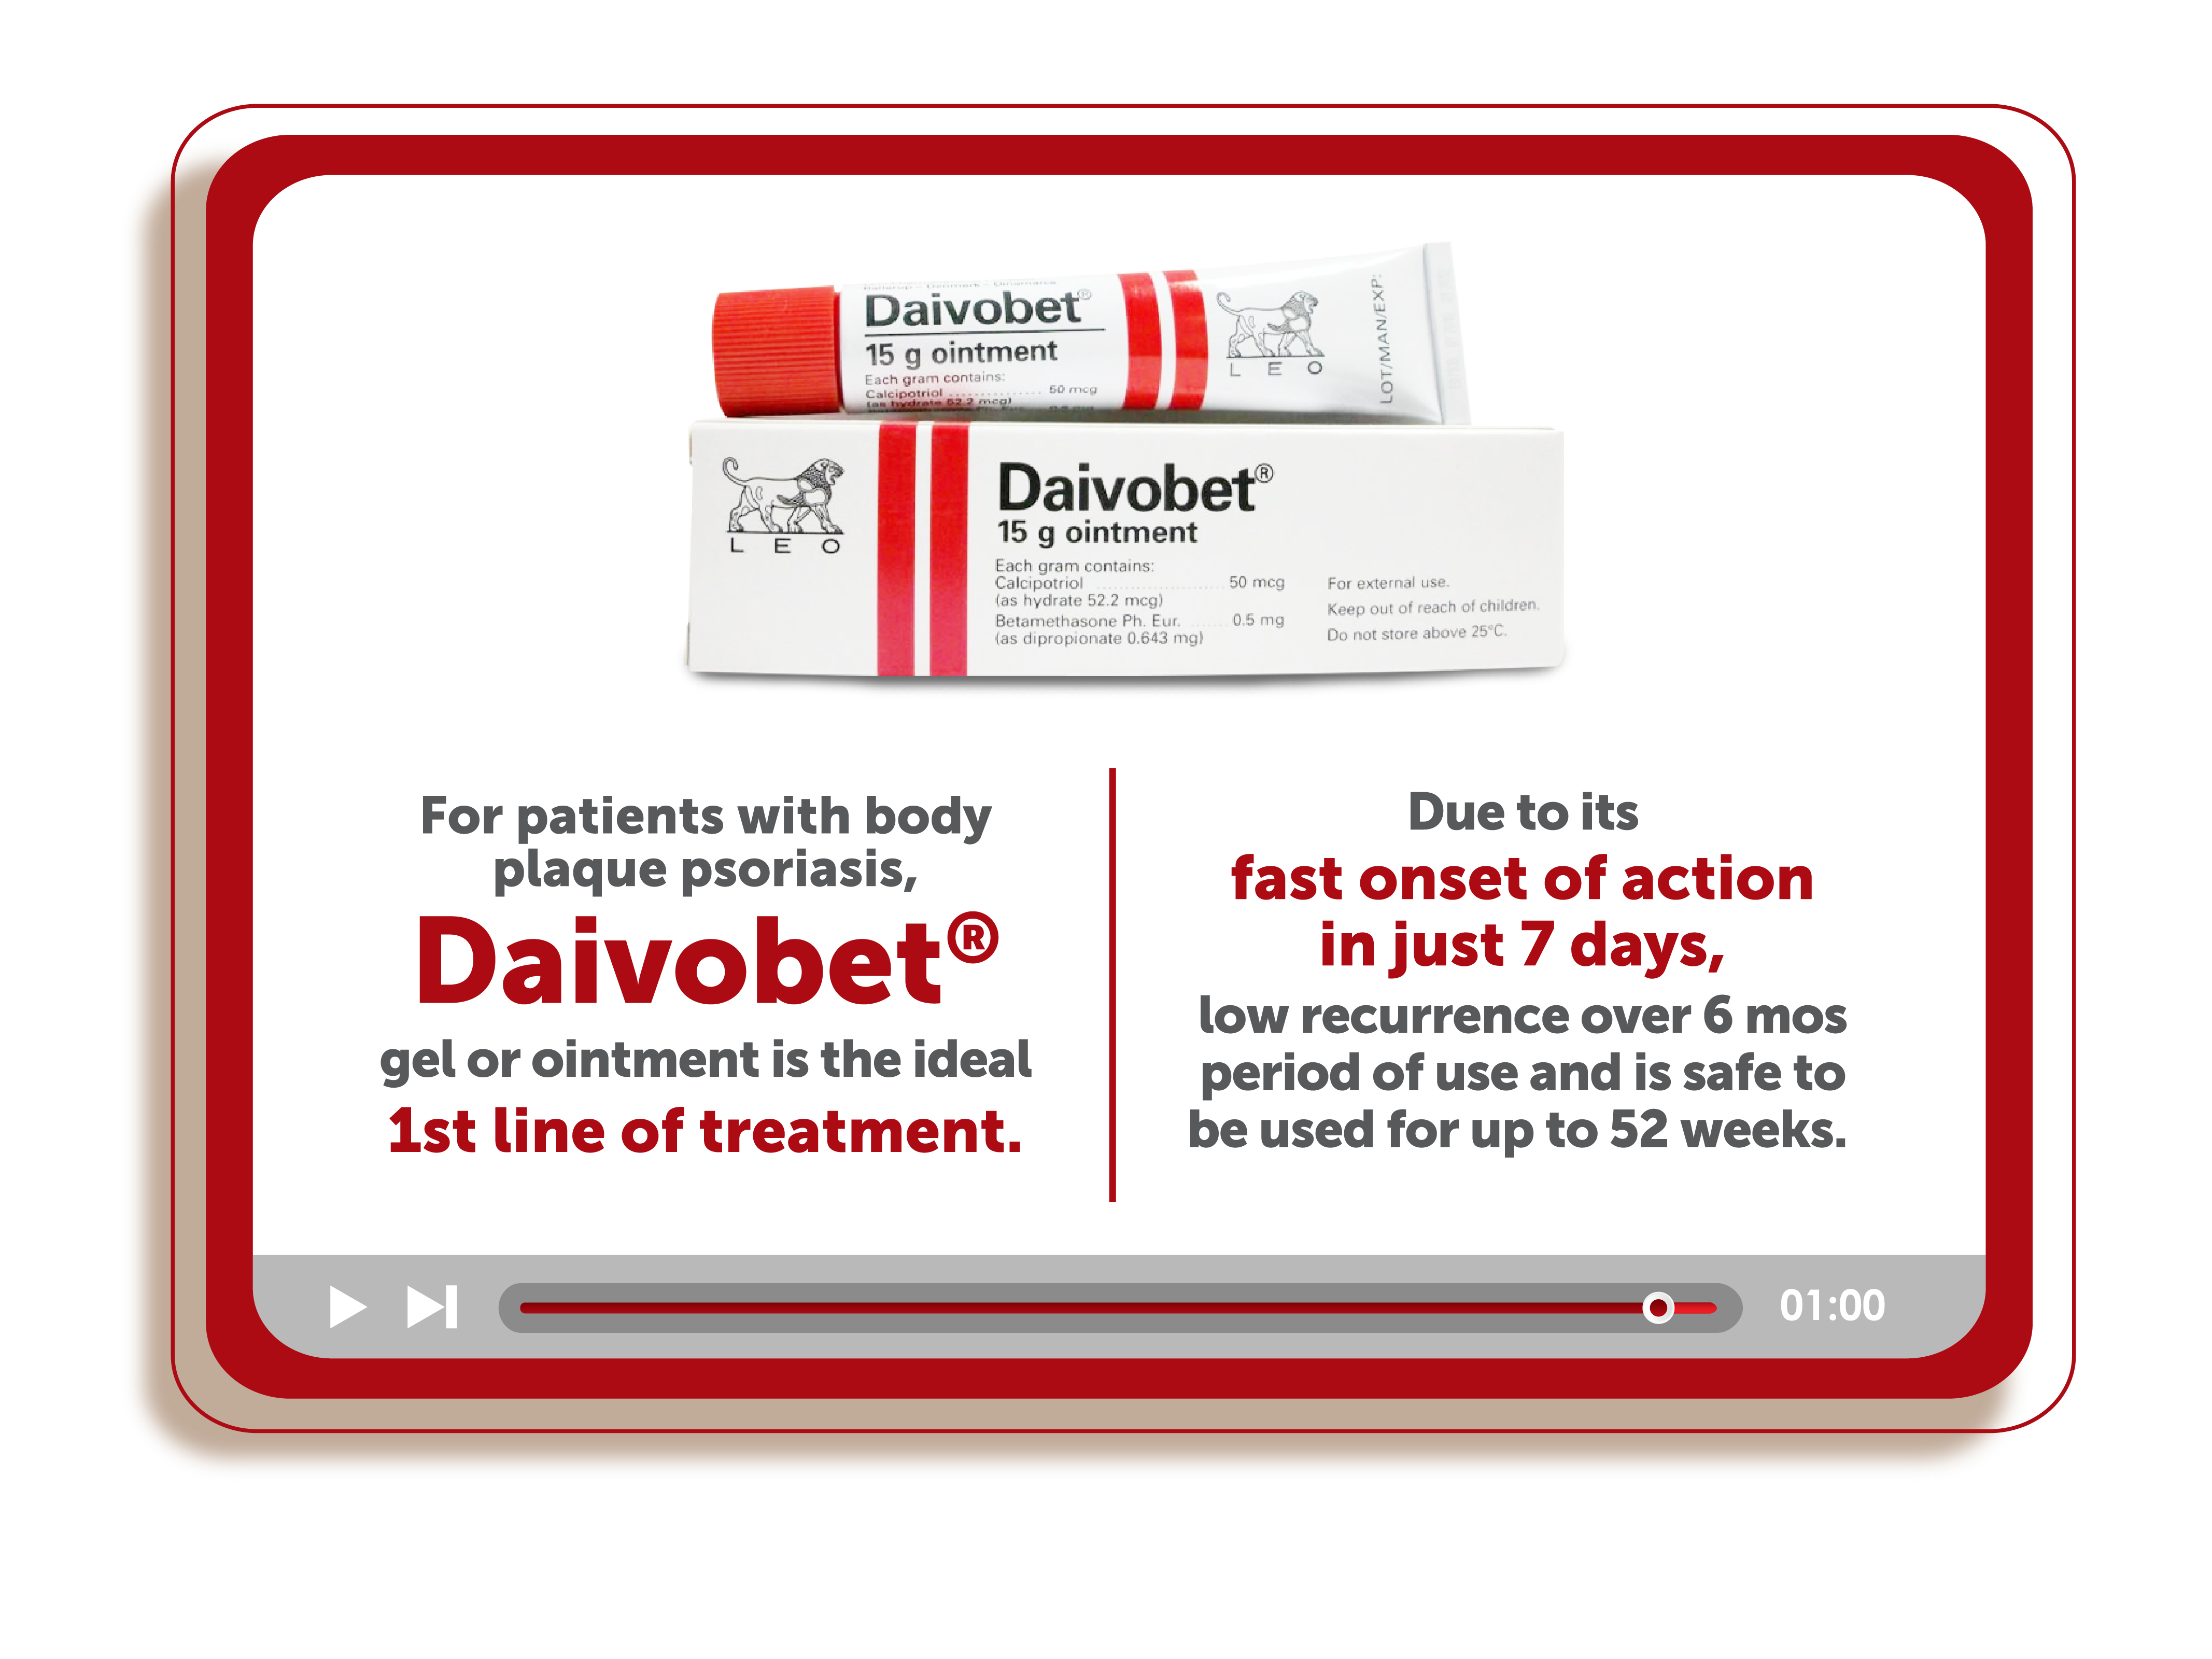 Daivobet®
15 g ointment
Each gram contains:
Calcipotriol .................... 50 mcg
(as hydrate 52.2 mcg)
L E O
LOT/MAN/EXP:
L E O
Daivobet®
15 g ointment
Each gram contains:
Calcipotriol .................... 50 mcg
(as hydrate 52.2 mcg)
Betamethasone Ph. Eur. ....... 0.5 mg
(as dipropionate 0.643 mg)
For external use.
Keep out of reach of children.
Do not store above 25°C.
For patients with body
plaque psoriasis,
Daivobet®
gel or ointment is the ideal
1st line of treatment.
Due to its
fast onset of action
in just 7 days,
low recurrence over 6 mos
period of use and is safe to
be used for up to 52 weeks.
01:00